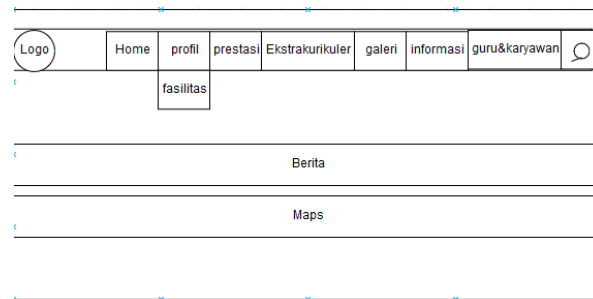 Logo Home profil prestasi Ekstrakurikuler galeri informasi guru&karyawan
fasilitas
Berita
Maps